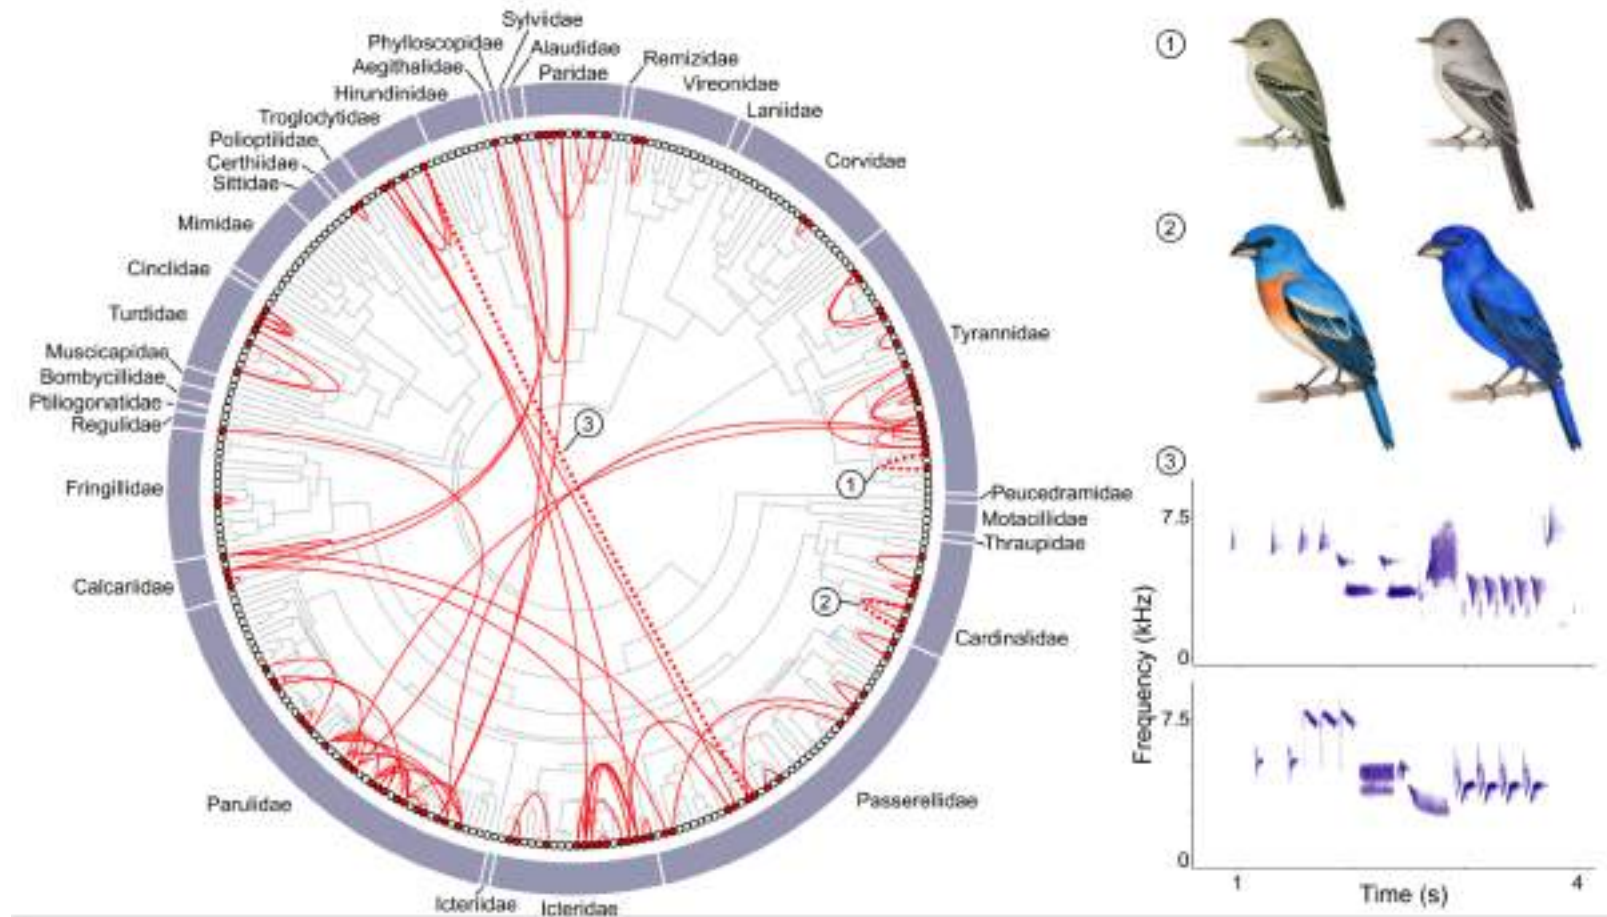 Sylviidae
Phylloscopidae
Alaudidae
Aegithalidae
Paridae
Remizidae
Hirundinidae
Vireonidae
Troglodytidae
Laniidae
Polioptilidae
Certhiidae
Corvidae
Sittidae
Mimidae
Cinclidae
Turdidae
Tyrannidae
Muscicapidae
Bombycillidae
Ptiliogonatidae
Regulidae
Fringillidae
Peucedramidae
Motacillidae
Thraupidae
Calcariidae
Cardinalidae
Parulidae
Passerellidae
Icteriidae
Icteridae
3
1
2
1
2
3
7.5
0
7.5
0
Frequency (kHz)
1
4
Time (s)